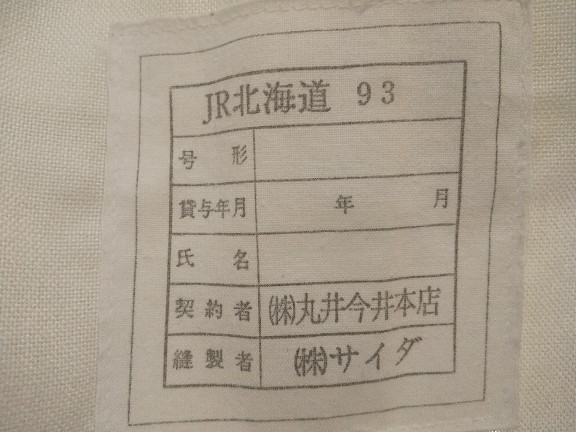 JR北海道 93
号形
貸与年月 年 月
氏名
契約者 ㈱丸井今井本店
縫製者 ㈱サイダ